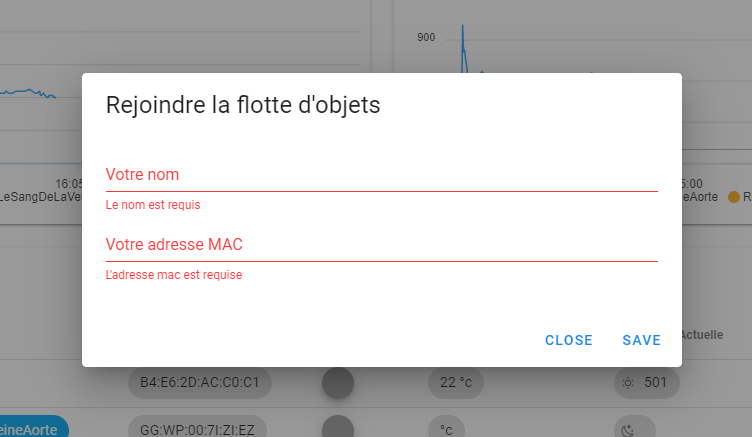 900
Rejoindre la flotte d'objets
Votre nom
Le nom est requis
16:05
5:00
LeSangDeLaVe
eAorte
R
Votre adresse MAC
L'adresse mac est requise
CLOSE
SAVE
Actuelle
B4:E6:2D:AC:C0:C1
22 °c
501
eineAorte
GG:WP:00:7I:ZI:EZ
°c